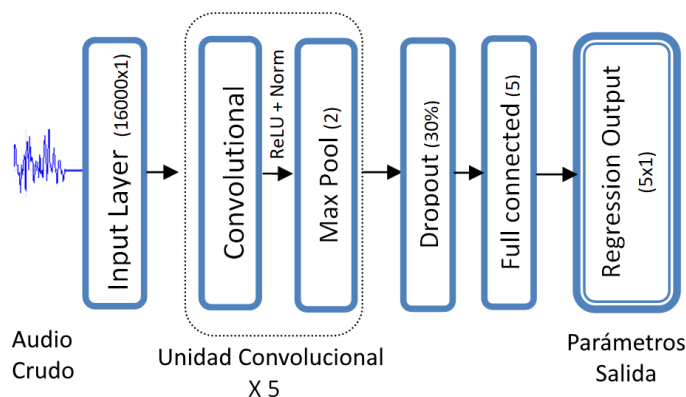 Input Layer (16000x1)
Convolutional
ReLU + Norm
Max Pool (2)
Dropout (30%)
Full connected (5)
Regression Output
(5x1)
Audio
Crudo
Unidad Convolucional
X 5
Parámetros
Salida